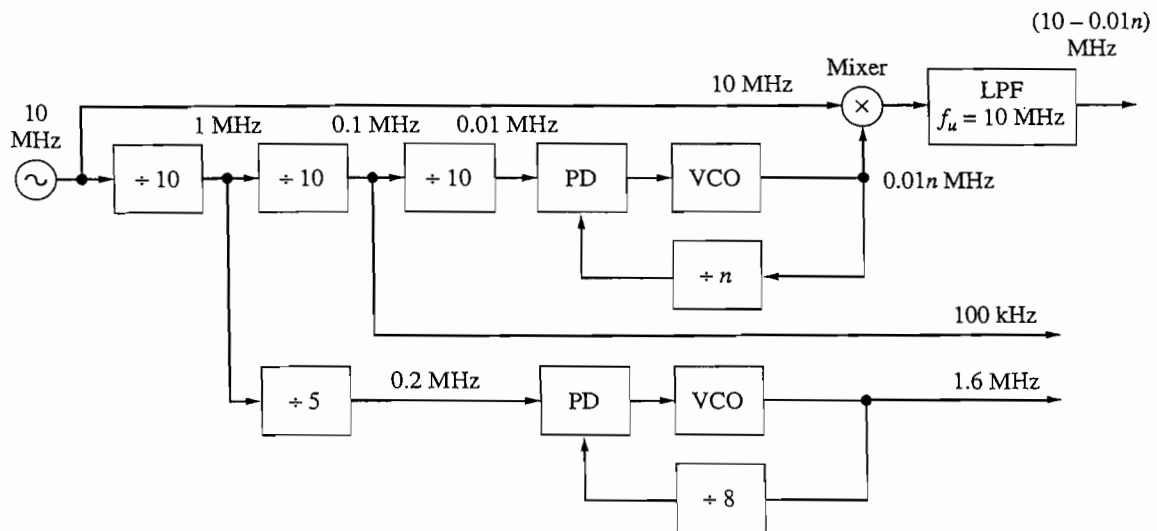 (10 – 0.01n)
MHz
Mixer
10 MHz
LPF
f_u = 10 MHz
10
MHz
1 MHz
0.1 MHz
0.01 MHz
×
÷ 10
÷ 10
÷ 10
PD
VCO
0.01n MHz
÷ n
100 kHz
0.2 MHz
1.6 MHz
÷ 5
PD
VCO
÷ 8